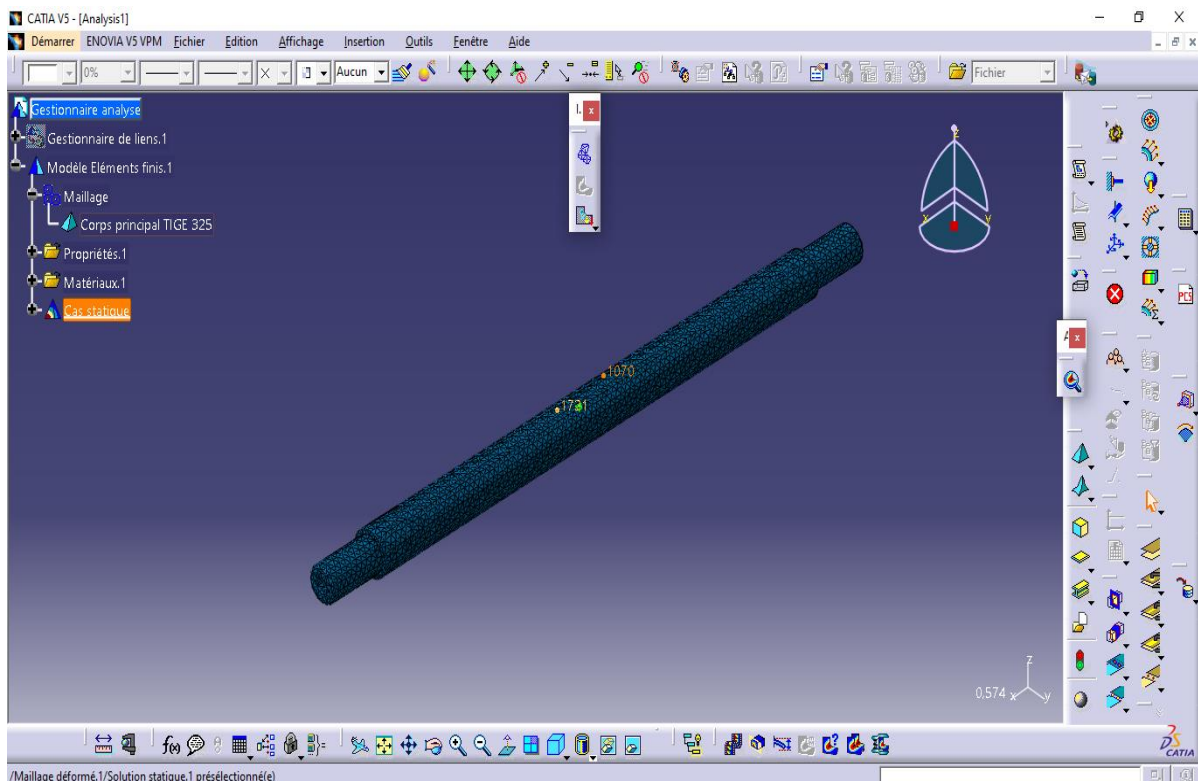 CATIA V5 - [Analysis1]
Démarrer ENOVIA V5 VPM Fichier Edition Affichage Insertion Outils Fenêtre Aide
0% Aucun Fichier
Gestionnaire analyse
Gestionnaire de liens.1
Modèle Eléments finis.1
Maillage
Corps principal TIGE 325
Propriétés.1
Matériaux.1
Cas statique
I.
z
x y
PCS
1070
z
0,574 x y
f(x)
DS CATIA
/Maillage déformé.1/Solution statique.1 présélectionné(e)